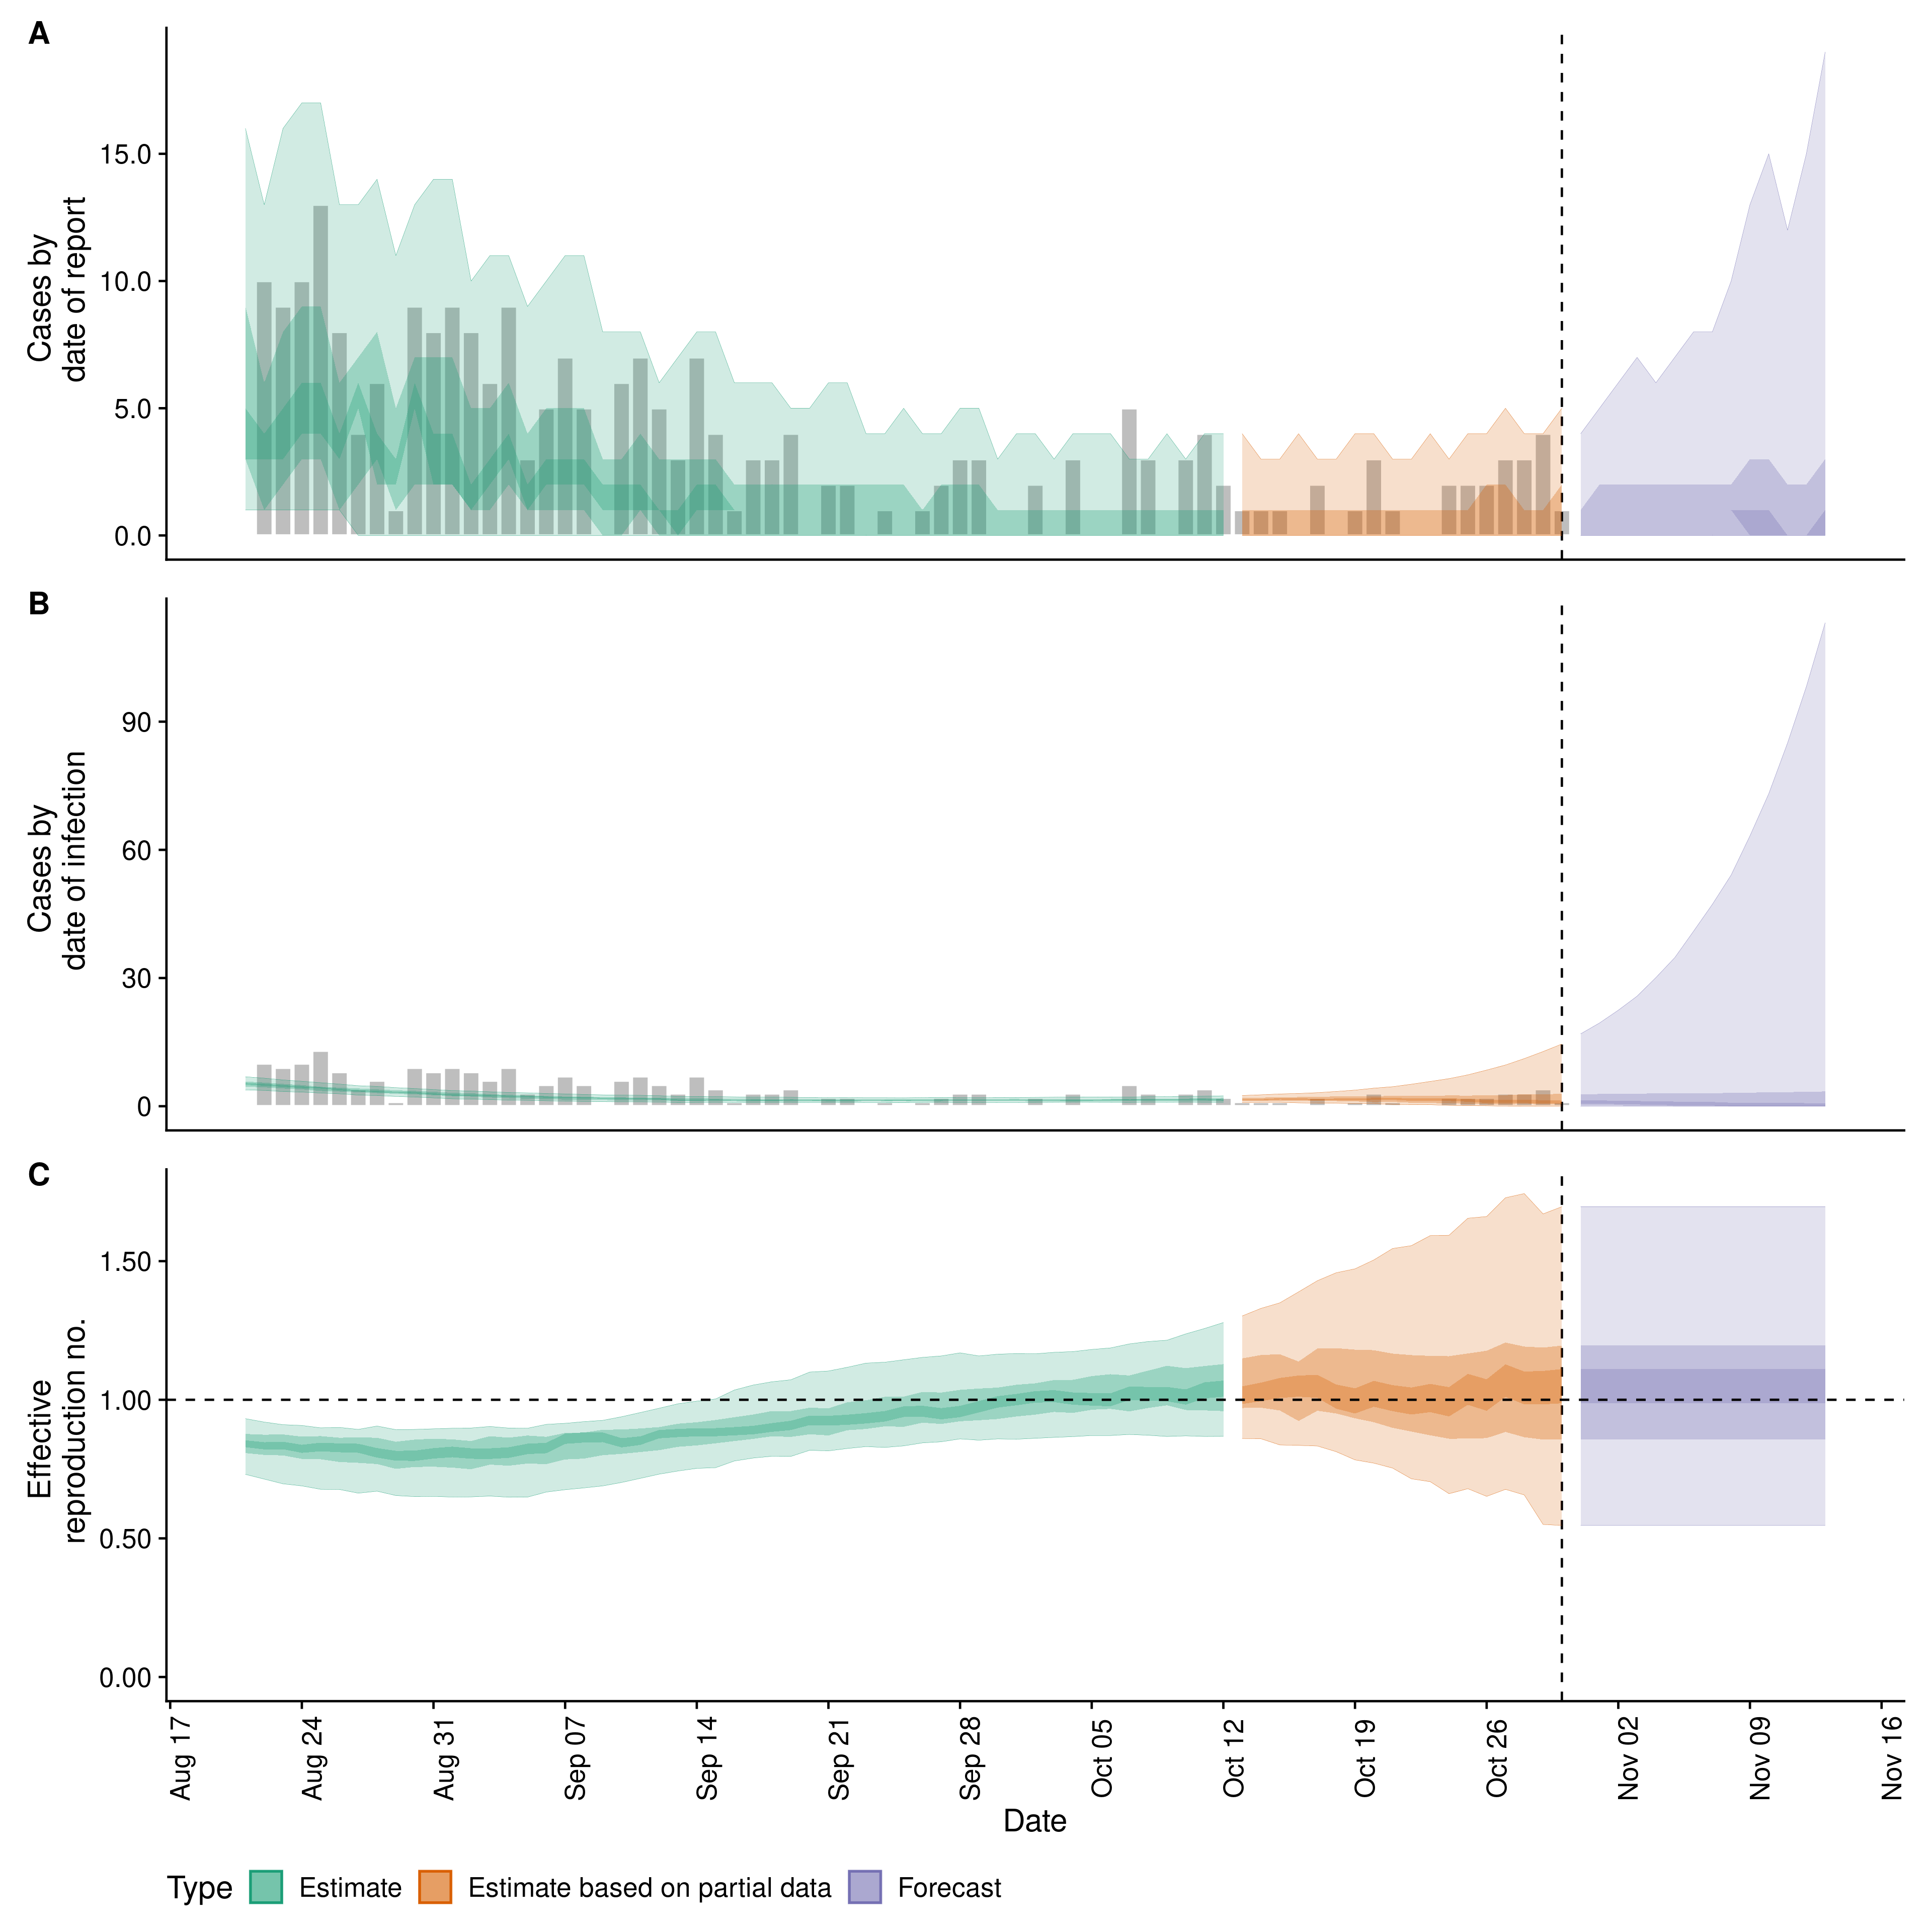 A
Cases by
date of report
15.0
10.0
5.0
0.0
B
Cases by
date of infection
90
60
30
0
C
Effective
reproduction no.
1.50
1.00
0.50
0.00
Aug 17
Aug 24
Aug 31
Sep 07
Sep 14
Sep 21
Sep 28
Oct 05
Oct 12
Oct 19
Oct 26
Nov 02
Nov 09
Nov 16
Date
Type Estimate Estimate based on partial data Forecast